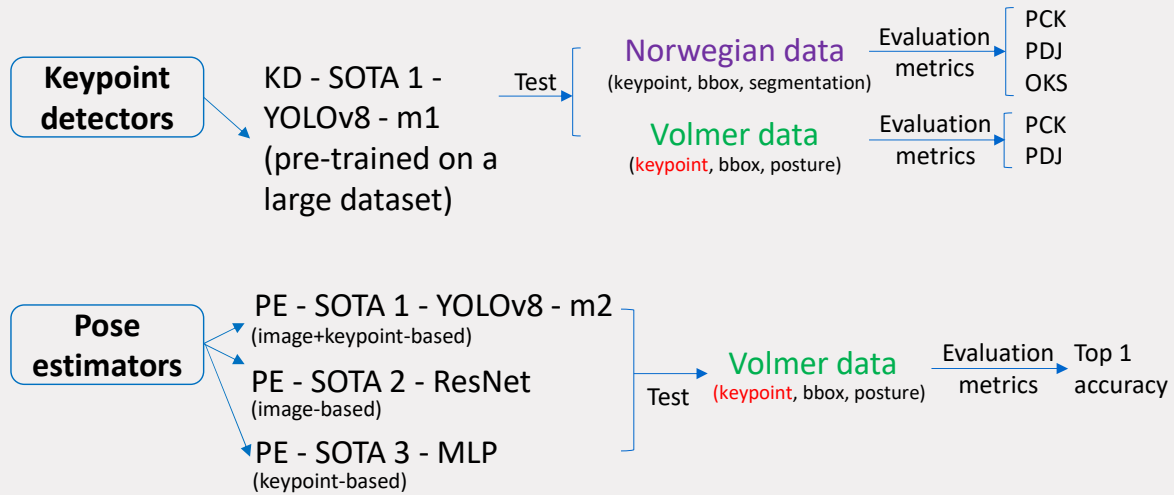 Keypoint
detectors
KD - SOTA 1 -
YOLOv8 - m1
(pre-trained on a
large dataset)
Test
Norwegian data
(keypoint, bbox, segmentation)
Evaluation
metrics
PCK
PDJ
OKS
Volmer data
(keypoint, bbox, posture)
Evaluation
metrics
PCK
PDJ
Pose
estimators
PE - SOTA 1 - YOLOv8 - m2
(image+keypoint-based)
PE - SOTA 2 - ResNet
(image-based)
PE - SOTA 3 - MLP
(keypoint-based)
Test
Volmer data
(keypoint, bbox, posture)
Evaluation
metrics
Top 1
accuracy